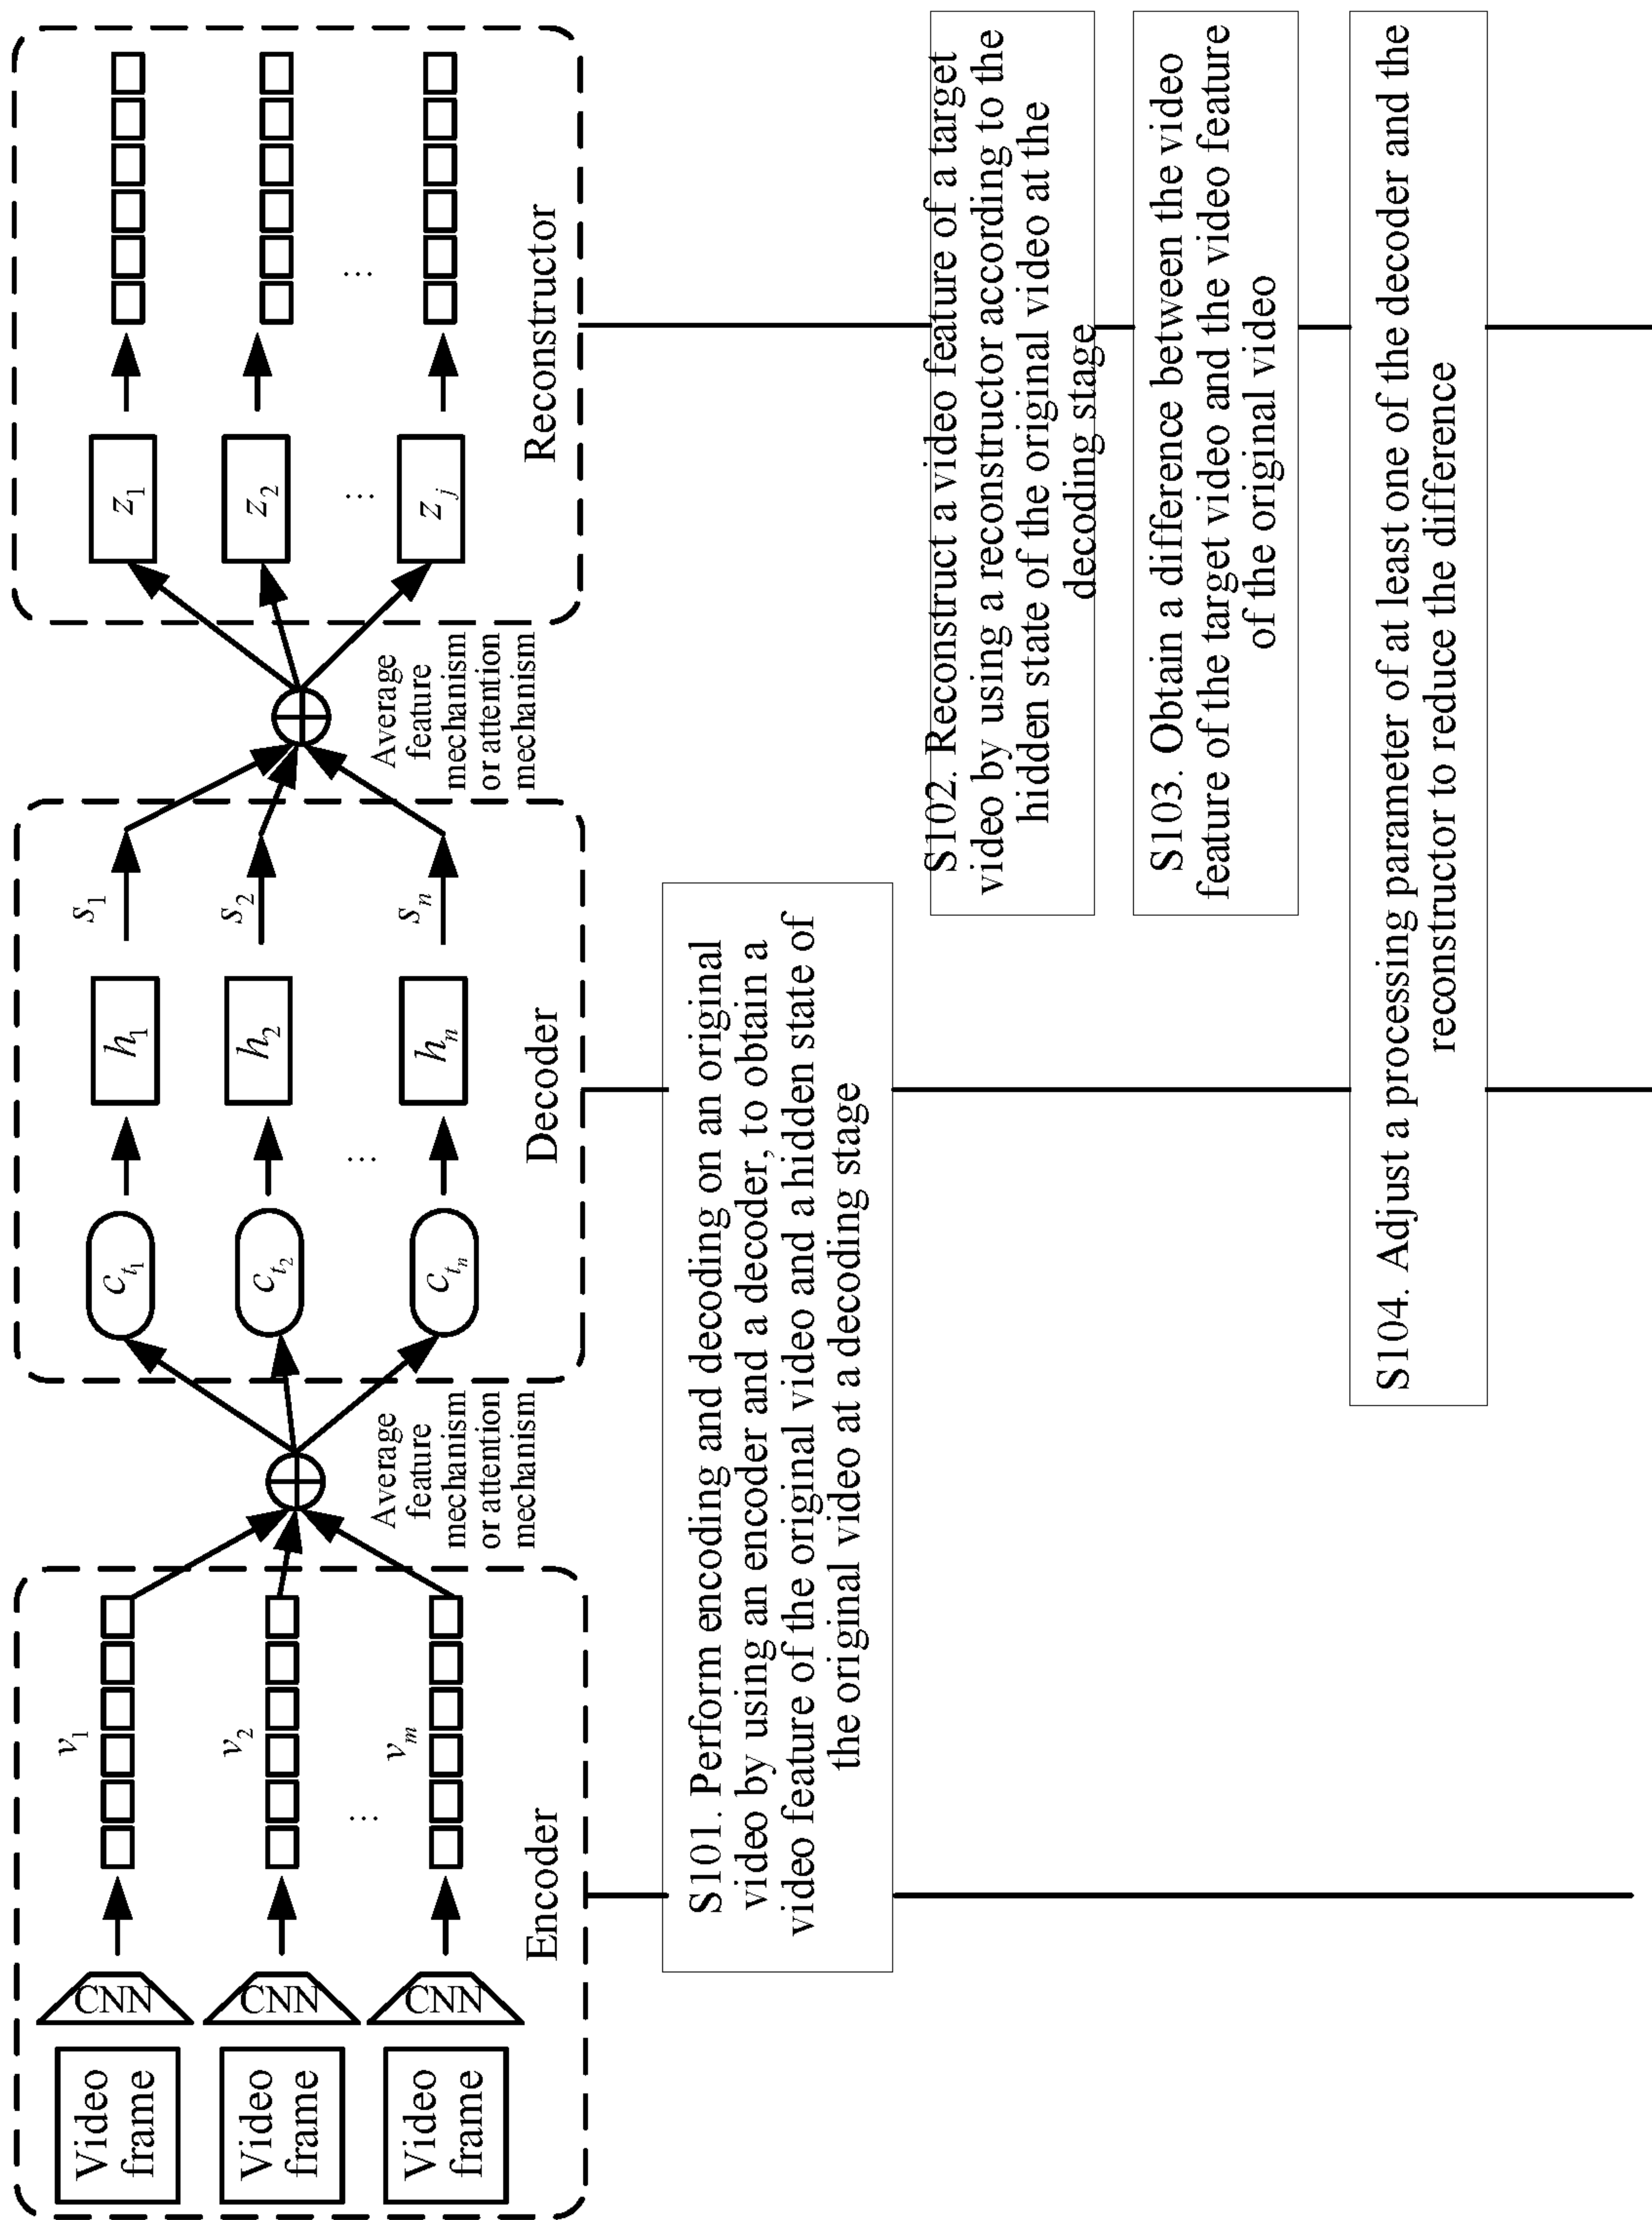 Video
frame
CNN
v1
Video
frame
CNN
v2
...
Video
frame
CNN
vm
Encoder
Average
feature
mechanism
or attention
mechanism
ct1
h1
s1
ct2
h2
s2
...
ctn
hn
sn
Decoder
Average
feature
mechanism
or attention
mechanism
z1
z2
...
...
zj
Reconstructor
S101. Perform encoding and decoding on an original
video by using an encoder and a decoder, to obtain a
video feature of the original video and a hidden state of
the original video at a decoding stage
S102. Reconstruct a video feature of a target
video by using a reconstructor according to the
hidden state of the original video at the
decoding stage
S103. Obtain a difference between the video
feature of the target video and the video feature
of the original video
S104. Adjust a processing parameter of at least one of the decoder and the
reconstructor to reduce the difference